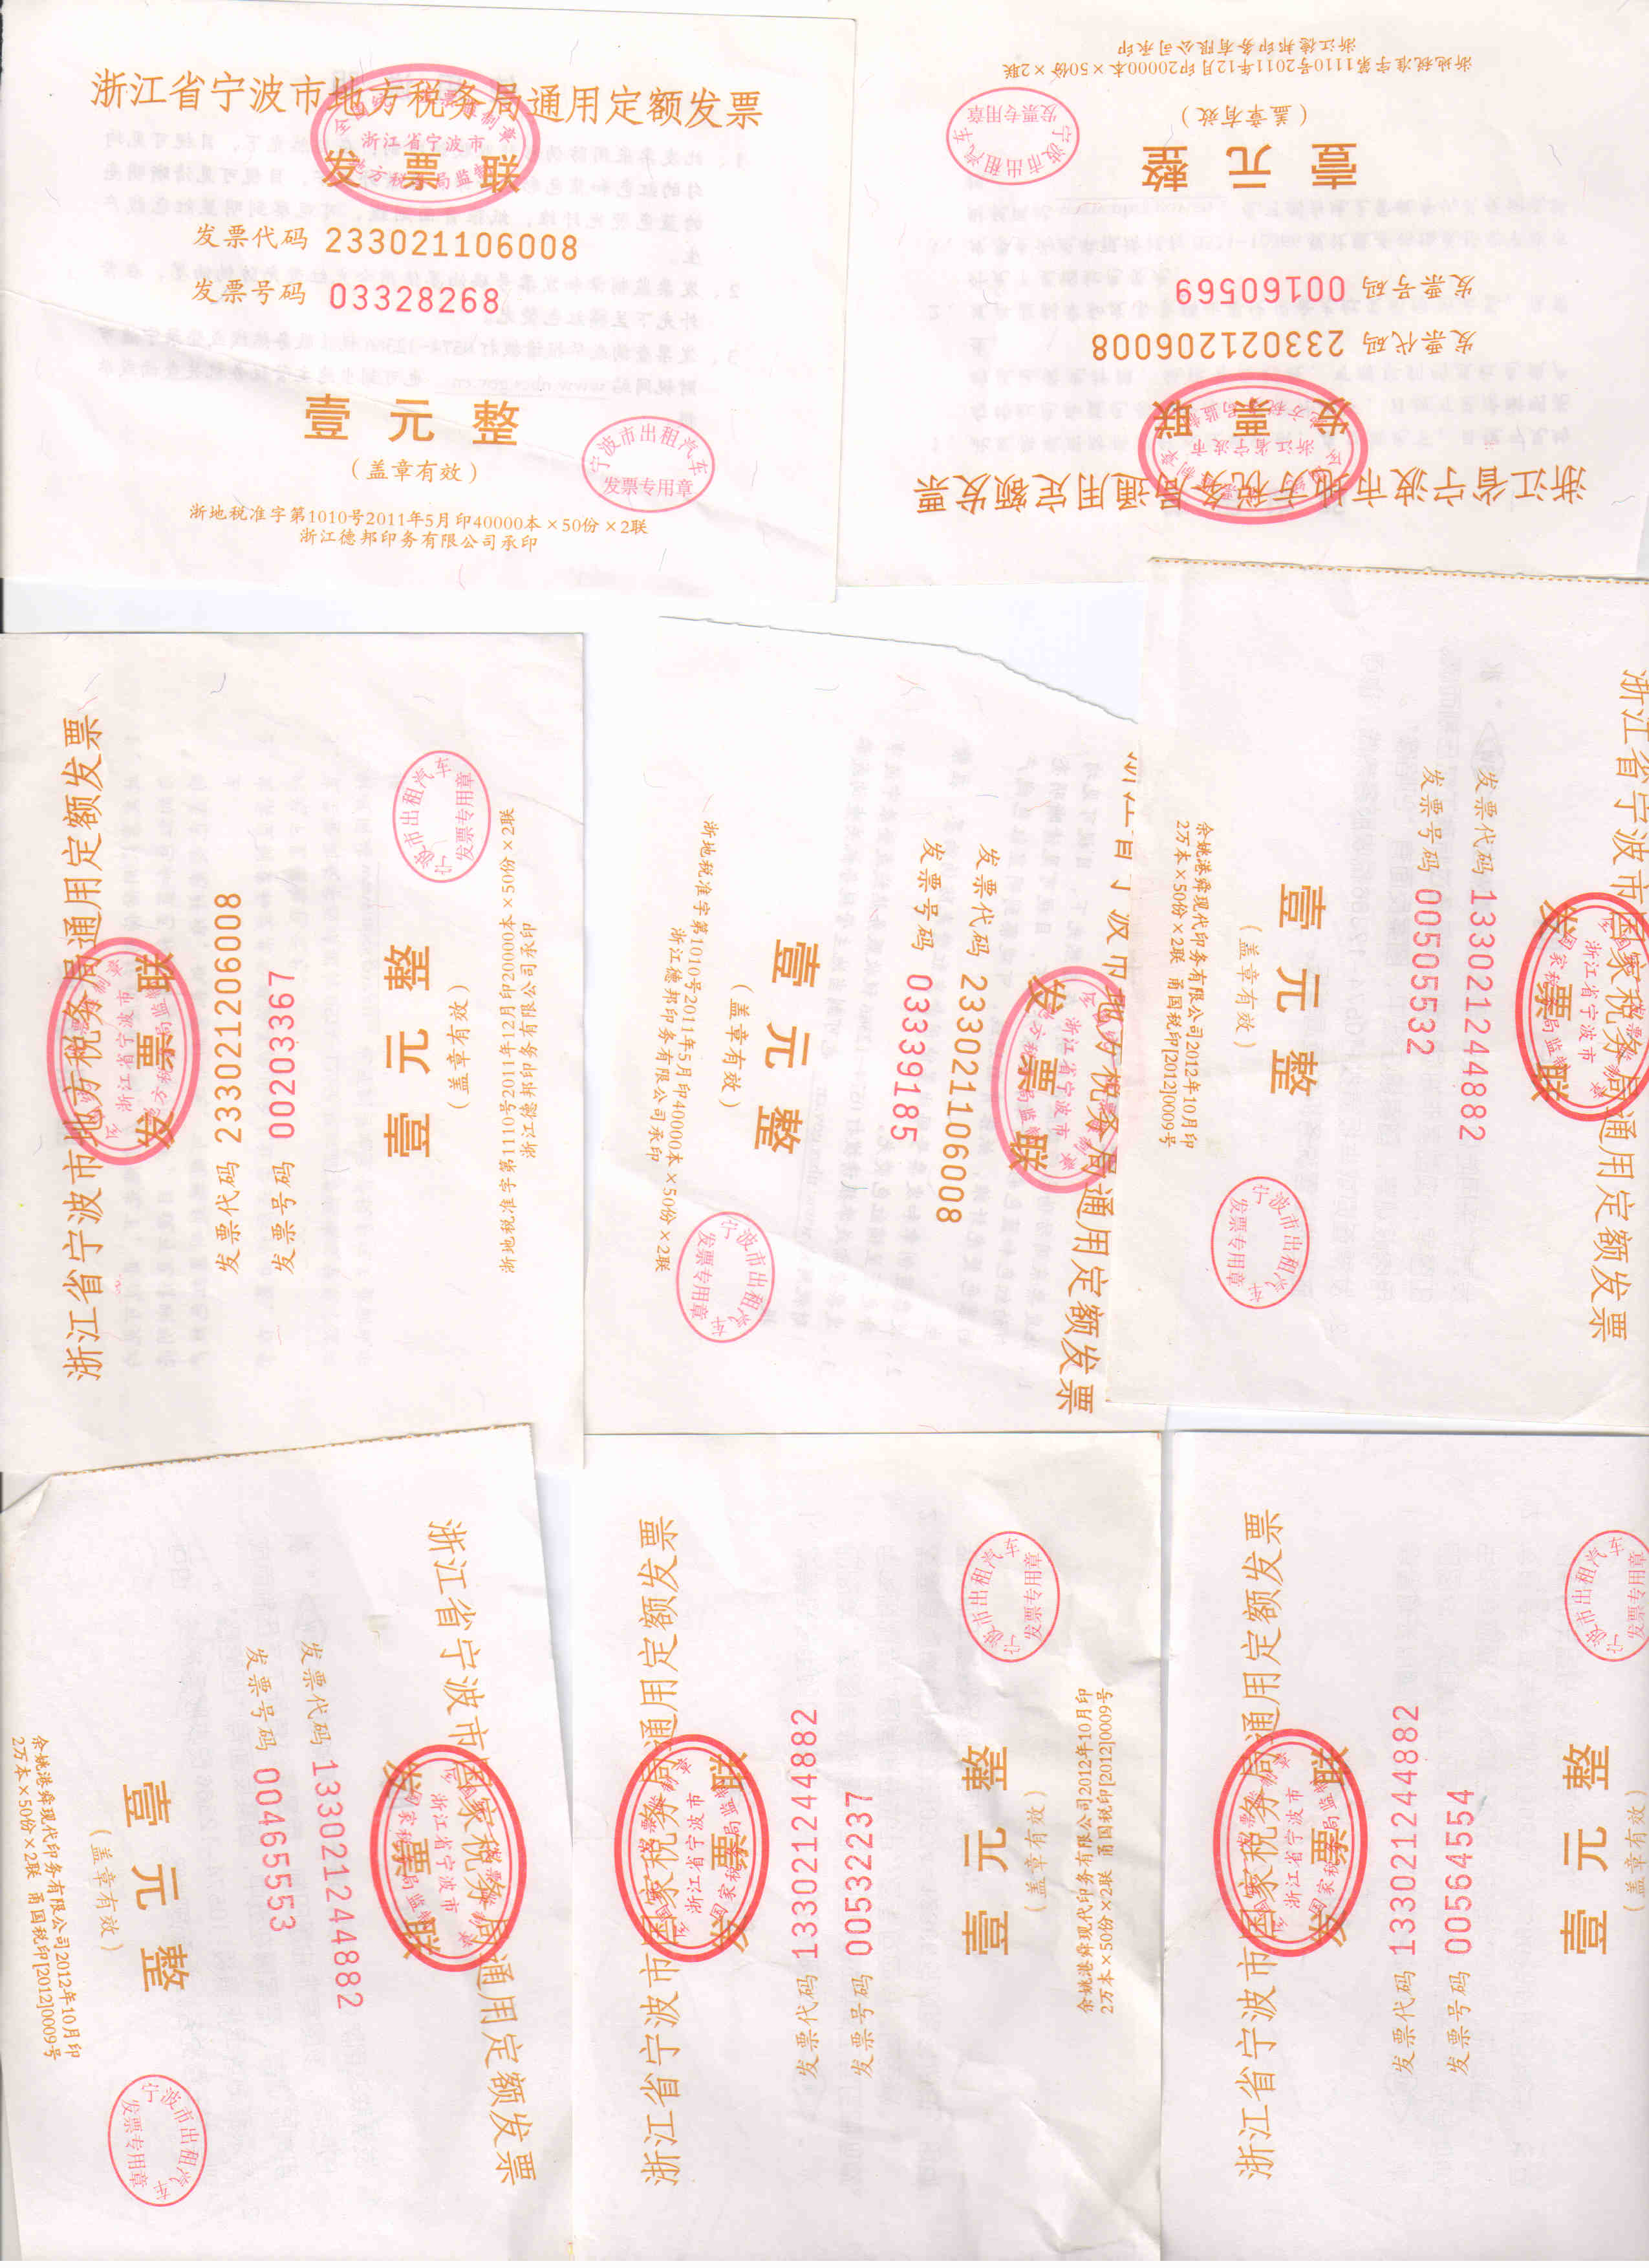 浙江省宁波市地方税务局通用定额发票
全国统一发票监制章
浙江省宁波市
地方税务局监制
发票联
发票代码 233021106008
发票号码 03328268
壹元整
(盖章有效)
宁波市出租汽车
发票专用章
浙地税准字第1010号2011年5月印40000本×50份×2联
浙江德邦印务有限公司承印
浙江省宁波市地方税务局通用定额发票
浙江省宁波市
地方税务局监制
发票联
发票代码 233021206008
发票号码 00160569
壹元整
(盖章有效)
宁波市出租汽车
发票专用章
浙地税准字第1110号2011年12月印20000本×50份×2联
浙江德邦印务有限公司承印
浙江省宁波市地方税务局通用定额发票
浙江省宁波市
地方税务局监制
发票联
发票代码 233021206008
发票号码 00203367
壹元整
(盖章有效)
宁波市出租汽车
发票专用章
浙地税准字第1110号2011年12月印20000本×50份×2联
浙江德邦印务有限公司承印
波市地方税务局通用定额发票
浙江省宁波市
地方税务局监制
发票联
发票代码 233021106008
发票号码 03339185
壹元整
(盖章有效)
宁波市出租汽车
发票专用章
浙地税准字第1010号2011年5月印40000本×50份×2联
浙江德邦印务有限公司承印
浙江省宁波市国家税务局通用定额发票
浙江省宁波市
国家税务局监制
发票联
发票代码 133021244882
发票号码 00505532
壹元整
(盖章有效)
宁波市出租汽车
发票专用章
余姚港舜现代印务有限公司2012年10月印
2万本×50份×2联 甬国税印[2012]0009号
浙江省宁波市国家税务局通用定额发票
浙江省宁波市
国家税务局监制
发票联
发票代码 133021244882
发票号码 00465553
壹元整
(盖章有效)
宁波市出租汽车
发票专用章
余姚港舜现代印务有限公司2012年10月印
2万本×50份×2联 甬国税印[2012]0009号
浙江省宁波市国家税务局通用定额发票
浙江省宁波市
国家税务局监制
发票联
发票代码 133021244882
发票号码 00532237
壹元整
(盖章有效)
宁波市出租汽车
发票专用章
余姚港舜现代印务有限公司2012年10月印
2万本×50份×2联 甬国税印[2012]0009号
浙江省宁波市国家税务局通用定额发票
浙江省宁波市
国家税务局监制
发票联
发票代码 133021244882
发票号码 00564554
壹元整
(盖章有效)
宁波市出租汽车
发票专用章